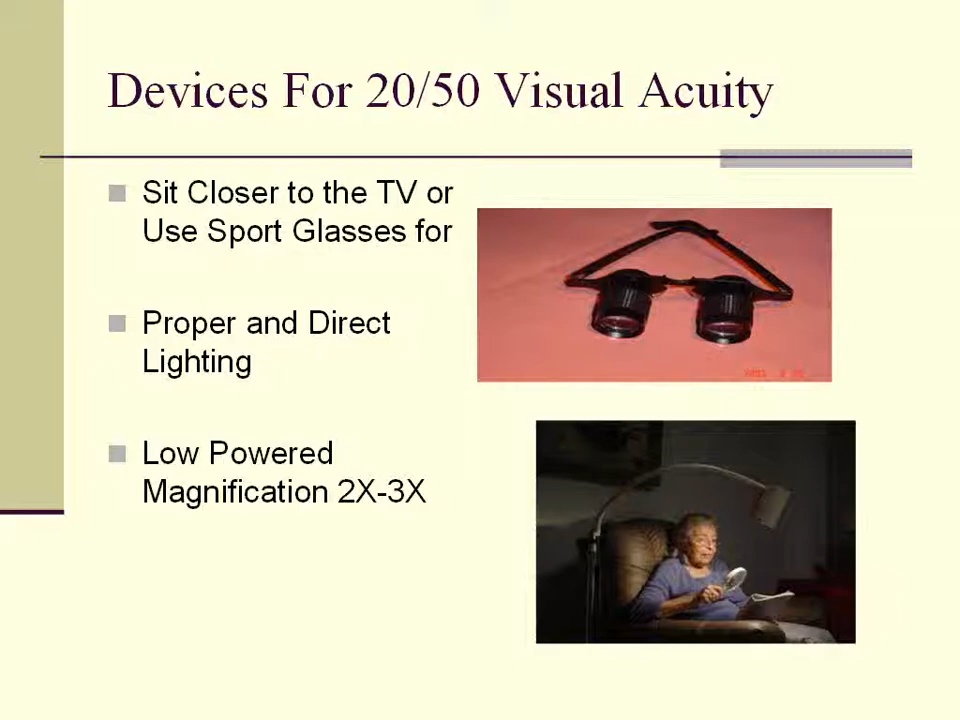 Devices For 20/50 Visual Acuity
Sit Closer to the TV or
Use Sport Glasses for
Proper and Direct
Lighting
Low Powered
Magnification 2X-3X